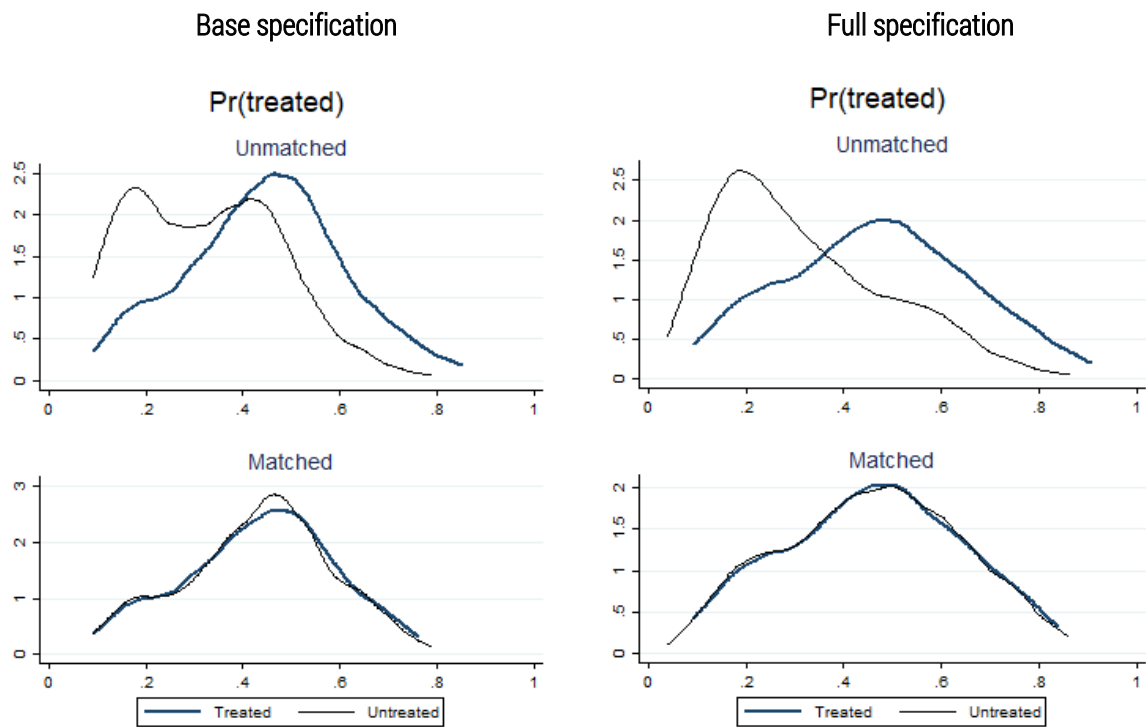 Base specification
Pr(treated)
Unmatched
2.5
2
1.5
1
.5
0
0 .2 .4 .6 .8 1
Matched
3
2
1
0
0 .2 .4 .6 .8 1
Treated Untreated
Full specification
Pr(treated)
Unmatched
2.5
2
1.5
1
.5
0
0 .2 .4 .6 .8 1
Matched
2
1.5
1
.5
0
0 .2 .4 .6 .8 1
Treated Untreated